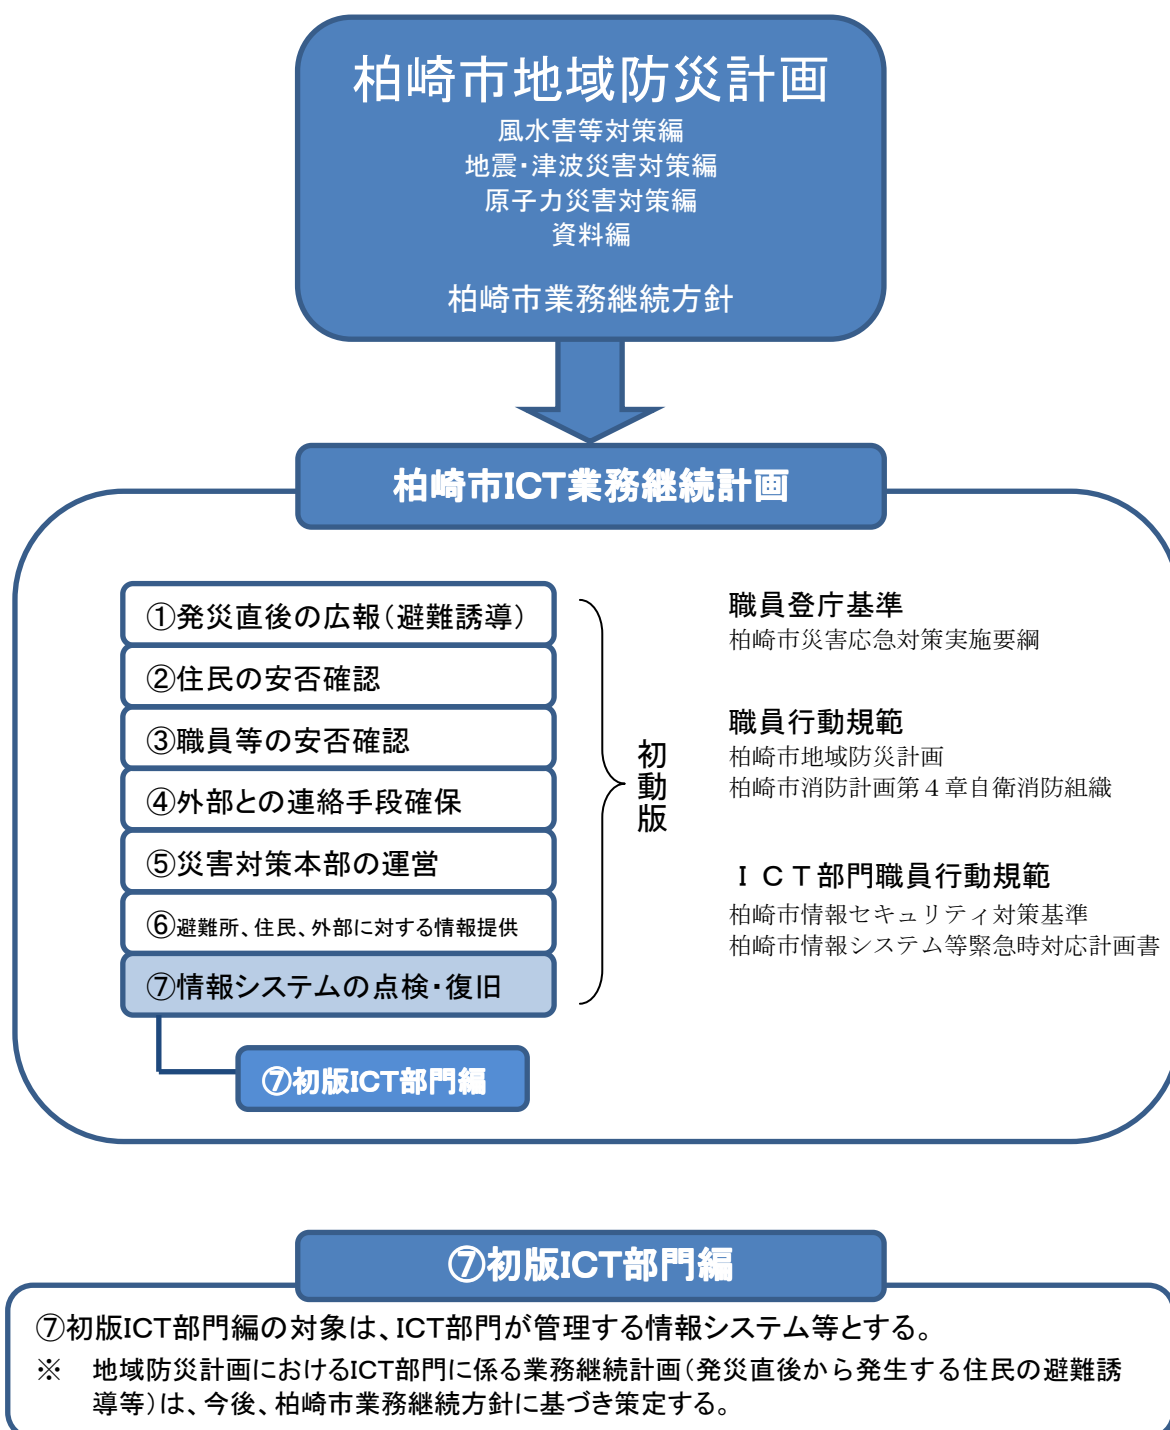 柏崎市地域防災計画
風水害等対策編
地震・津波災害対策編
原子力災害対策編
資料編
柏崎市業務継続方針
柏崎市ICT業務継続計画
①発災直後の広報(避難誘導)
②住民の安否確認
③職員等の安否確認
④外部との連絡手段確保
⑤災害対策本部の運営
⑥避難所、住民、外部に対する情報提供
⑦情報システムの点検・復旧
⑦初版ICT部門編
初動版
職員登庁基準
柏崎市災害応急対策実施要綱
職員行動規範
柏崎市地域防災計画
柏崎市消防計画第4章自衛消防組織
ICT部門職員行動規範
柏崎市情報セキュリティ対策基準
柏崎市情報システム等緊急時対応計画書
⑦初版ICT部門編
⑦初版ICT部門編の対象は、ICT部門が管理する情報システム等とする。
※ 地域防災計画におけるICT部門に係る業務継続計画(発災直後から発生する住民の避難誘
導等)は、今後、柏崎市業務継続方針に基づき策定する。